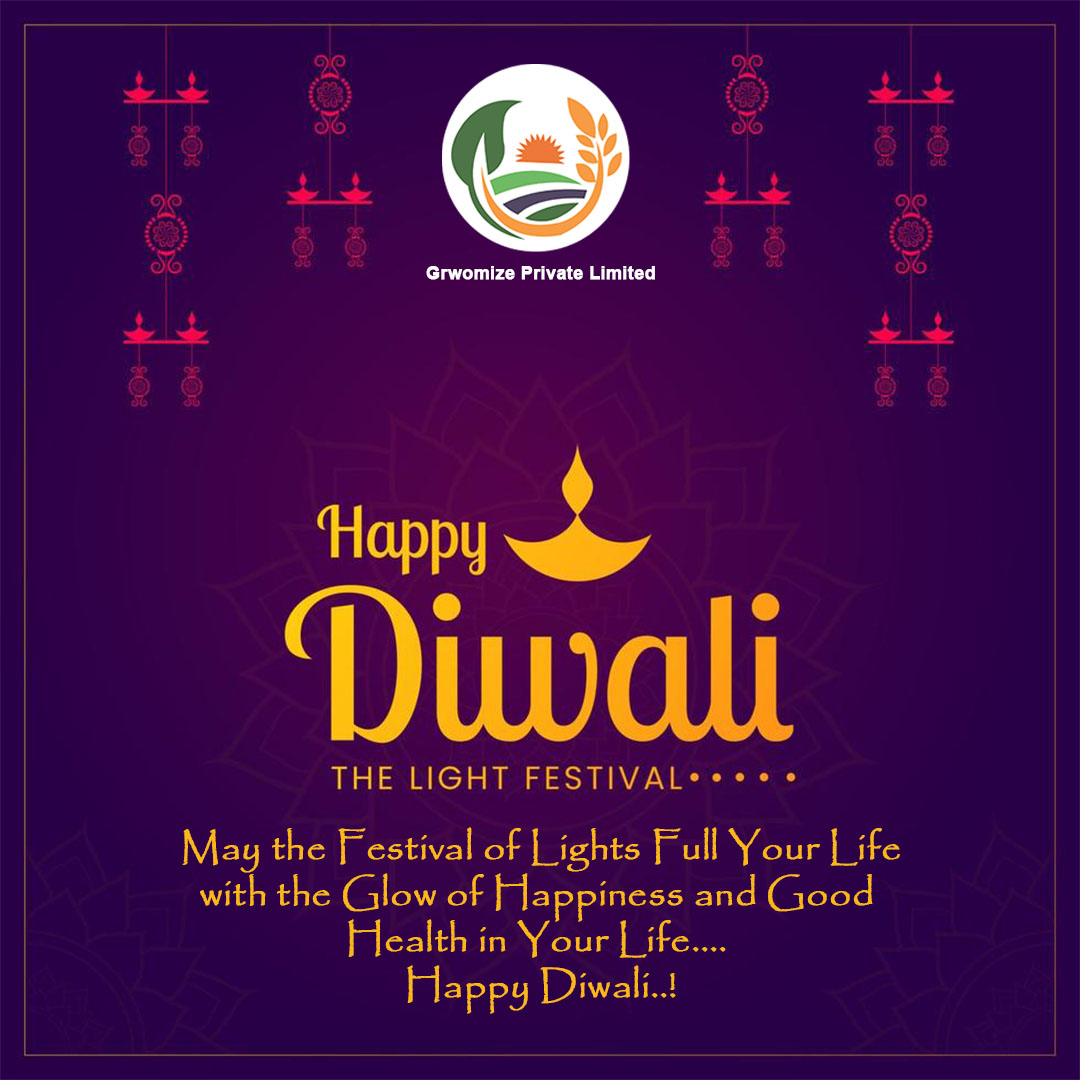 Grwomize Private Limited
Happy
Diwali
THE LIGHT FESTIVAL•••••
May the Festival of Lights Full Your Life
with the Glow of Happiness and Good
Health in Your Life....
Happy Diwali..!